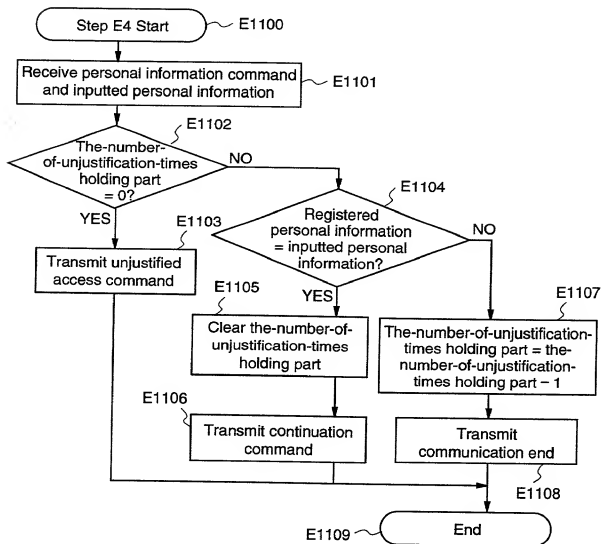 Step E4 Start
E1100
Receive personal information command
and inputted personal information
E1101
E1102
The-number-
of-unjustification-times
holding part
= 0?
NO
YES
E1103
Transmit unjustified
access command
E1104
Registered
personal information
= inputted personal
information?
NO
YES
E1105
Clear the-number-of-
unjustification-times
holding part
E1107
The-number-of-unjustification-
times holding part = the-
number-of-unjustification-
times holding part – 1
E1106
Transmit continuation
command
Transmit
communication end
E1108
E1109
End